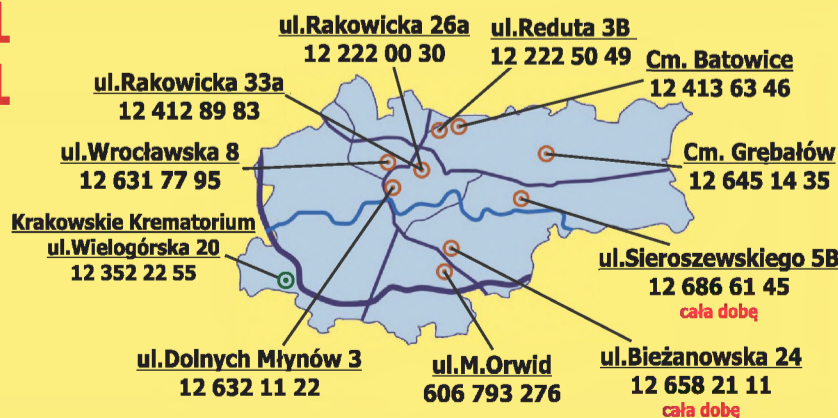 1
1
ul.Rakowicka 26a
12 222 00 30
ul.Reduta 3B
12 222 50 49
Cm. Batowice
12 413 63 46
ul.Rakowicka 33a
12 412 89 83
ul.Wrocławska 8
12 631 77 95
Cm. Grębałów
12 645 14 35
Krakowskie Krematorium
ul.Wielogórska 20
12 352 22 55
ul.Sieroszewskiego 5B
12 686 61 45
cała dobę
ul.Dolnych Młynów 3
12 632 11 22
ul.M.Orwid
606 793 276
ul.Bieżanowska 24
12 658 21 11
cała dobę